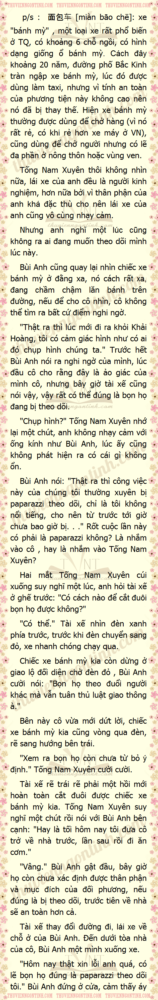 THUVIENNGONTINH.COM THUVIENNGONTINH.COM THUVIENNGONTINH.COM
p/s : 面包车 [miàn bāo chē]: xe
"bánh mỳ" , một loại xe rất phổ biến
ở TQ, có khoảng 6 chỗ ngồi, có hình
dạng giống ổ bánh mỳ. Cách đây
khoảng 20 năm, đường phố Bắc Kinh
tràn ngập xe bánh mỳ, lúc đó được
dùng làm taxi, nhưng vì tính an toàn
của phương tiện này không cao nên
nó đã bị thay thế. Hiện xe bánh mỳ
thường được dùng để chở hàng (vì nó
rất rẻ, có khi rẻ hơn xe máy ở VN),
cũng dùng để chở người nhưng có lẽ
đa phần ở nông thôn hoặc vùng ven.
Tống Nam Xuyên thôi không nhìn
nữa, lái xe của anh đều là người kinh
nghiệm, hơn nữa bởi vì thân phận của
anh khá đặc thù cho nên lái xe của
anh cũng vô cùng nhạy cảm.
Nhưng anh nghĩ một lúc cũng
không ra ai đang muốn theo dõi mình
lúc này.
Bùi Anh cũng quay lại nhìn chiếc xe
bánh mỳ ở đằng xa, nó cách rất xa,
đang chầm chậm lăn bánh trên
đường, nếu để cho cô nhìn, cô không
thể tìm ra bất cứ điểm nghi ngờ.
"Thật ra thì lúc mới đi ra khỏi Khải
Hoàng, tôi có cảm giác hình như có ai
đó chụp hình chúng ta." Trước hết
Bùi Anh nói ra nghi ngờ của mình, lúc
đầu cô cho rằng đây là ảo giác của
mình cô, nhưng bây giờ tài xế cũng
nói vậy, vậy rất có thể đúng là bọn họ
đang bị theo dõi.
"Chụp hình?" Tống Nam Xuyên nhớ
lại một chút, anh không nhạy cảm với
ống kính như Bùi Anh, lúc ấy cũng
không phát hiện ra có cái gì không
ổn.
Bùi Anh nói: "Thật ra thì công việc
này của chúng tôi thường xuyên bị
paparazzi theo dõi, chỉ là tôi không
nổi tiếng, cho nên từ trước tới giờ
chưa bao giờ bị. . ." Rốt cuộc lần này
có phải là paparazzi không? Là nhắm
vào cô , hay là nhắm vào Tống Nam
Xuyên?
Hai mắt Tống Nam Xuyên cúi
xuống suy nghĩ một lúc, anh hỏi tài xế
ở ghế trước: "Có cách nào để cắt đuôi
bọn họ được không?"
"Có thể." Tài xế nhìn đèn xanh
phía trước, trước khi đèn chuyển sang
đỏ, xe nhanh chóng chạy qua.
Chiếc xe bánh mỳ kia còn dừng ở
giao lộ đối diện chờ đèn đỏ , Bùi Anh
cười nói: "Bọn họ theo đuổi người
khác mà vẫn tuân thủ luật giao thông
à."
Bên này cô vừa mới dứt lời, chiếc
xe bánh mỳ kia cũng vòng qua đèn,
rẽ sang hướng bên trái.
"Xem ra bọn họ còn chưa từ bỏ ý
định." Tống Nam Xuyên cười cười.
Tài xế rẽ trái rẽ phải một hồi mới
hoàn toàn cắt đuôi được chiếc xe
bánh mỳ kia. Tống Nam Xuyên suy
nghĩ một chút rồi nói với Bùi Anh bên
cạnh: "Hay là tối hôm nay tôi đưa cô
trở về nhà trước, lần sau rồi đi ăn
cơm."
"Vâng." Bùi Anh gật đầu, bây giờ
họ còn chưa xác định được thân phận
và mục đích của đối phương, nếu
đúng là bị theo dõi, trước tiên về nhà
sẽ an toàn hơn cả.
Tài xế thay đổi đường đi, lái xe về
chỗ ở của Bùi Anh. Đến dưới tòa nhà
của cô, Bùi Anh một mình xuống xe.
"Hôm nay thật xin lỗi anh quá, có
lẽ bọn họ đúng là paparazzi theo dõi
tôi." Bùi Anh đứng ở cửa, cảm thấy áy
THUVIENNGONTINH.COM THUVIENNGONTINH.COM THUVIENNGONTINH.COM